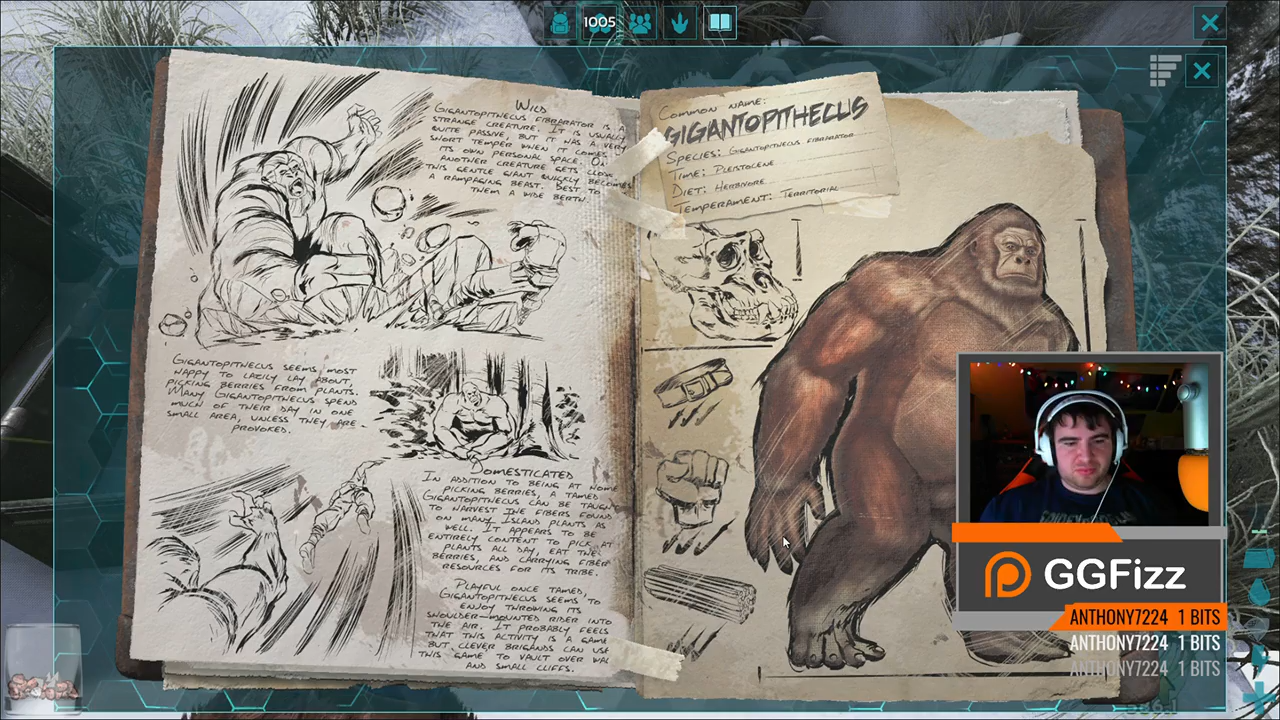 1005
Wild
Gigantopithecus fibrarator is a
strange creature. It is usually
quite passive, but it has a very
short temper when it comes to
its own personal space. Once
another creature gets close,
this gentle giant quickly becomes
a rampaging beast. Best to
them a wide berth.
Gigantopithecus seems most
happy to lazily lay about,
picking berries from plants.
Many Gigantopithecus spend
much of their day in one
small area, unless they are
provoked.
Domesticated
In addition to being at home
picking berries, a tamed
Gigantopithecus can be taught
to harvest the fibers found
on many island plants as
well. It appears to be
entirely content to pick at
plants all day, eat the
berries, and carrying fiber
resources for its tribe.
Playful once tamed,
Gigantopithecus seems to
enjoy throwing its
shoulder-mounted rider into
the air. It probably feels
that this activity is a game
but clever brigands can use
this game to vault over wal
and small cliffs.
Common name:
Gigantopithecus
Species: Gigantopithecus fibrarator
Time: Pleistocene
Diet: Herbivore
Temperament: Territorial
GGFizz
ANTHONY7224 1 BITS
ANTHONY7224 1 BITS
ANTHONY7224 1 BITS